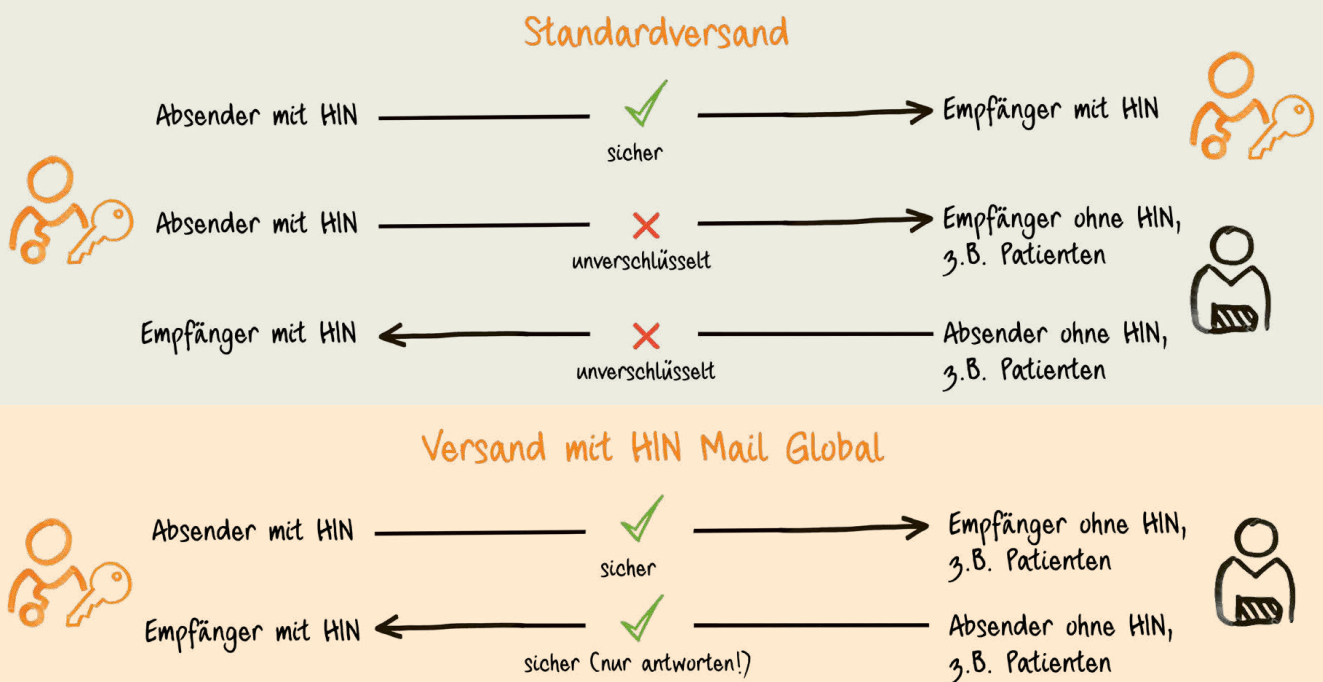 Standardversand
Absender mit HIN
sicher
Empfänger mit HIN
Absender mit HIN
unverschlüsselt
Empfänger ohne HIN,
z.B. Patienten
Empfänger mit HIN
unverschlüsselt
Absender ohne HIN,
z.B. Patienten
Versand mit HIN Mail Global
Absender mit HIN
sicher
Empfänger ohne HIN,
z.B. Patienten
Empfänger mit HIN
sicher (nur antworten!)
Absender ohne HIN,
z.B. Patienten